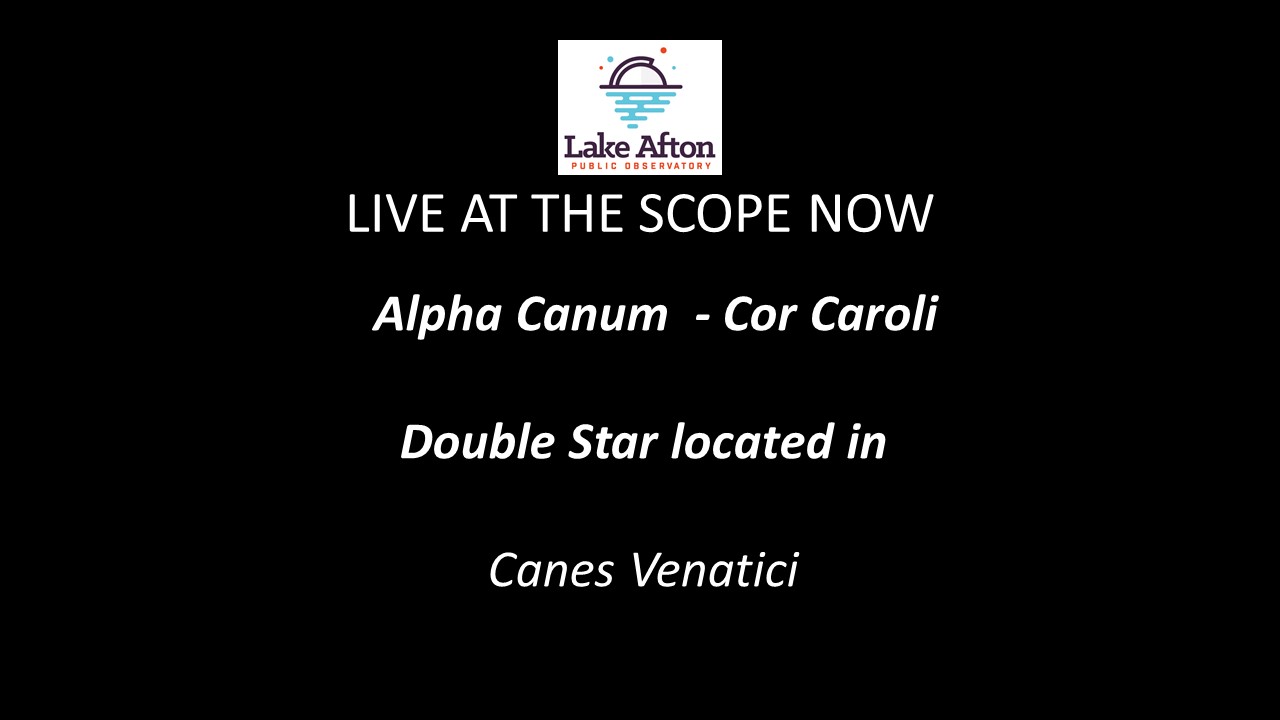 Lake Afton
PUBLIC OBSERVATORY
LIVE AT THE SCOPE NOW
Alpha Canum - Cor Caroli
Double Star located in
Canes Venatici